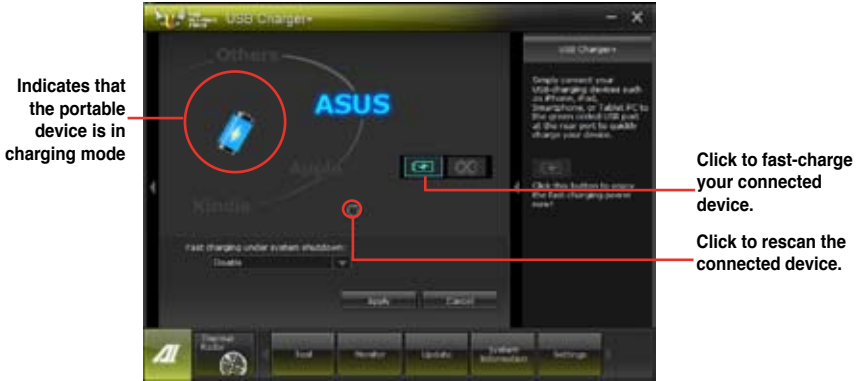 USB Charger+
Indicates that
the portable
device is in
charging mode
Others
ASUS
Apple
Kindle
Fast charging under system shutdown:
Disable
Apply
Cancel
USB Charger+
Simply connect your
USB-charging devices such
as iPhone, iPad,
Smartphone, or Tablet PC to
the green coded USB port
at the rear port to quickly
charge your device.
Click this button to enjoy
the fast charging power
now!
Click to fast-charge
your connected
device.
Click to rescan the
connected device.
AI
Thermal
Radar
Tool
Monitor
Update
System
Information
Settings